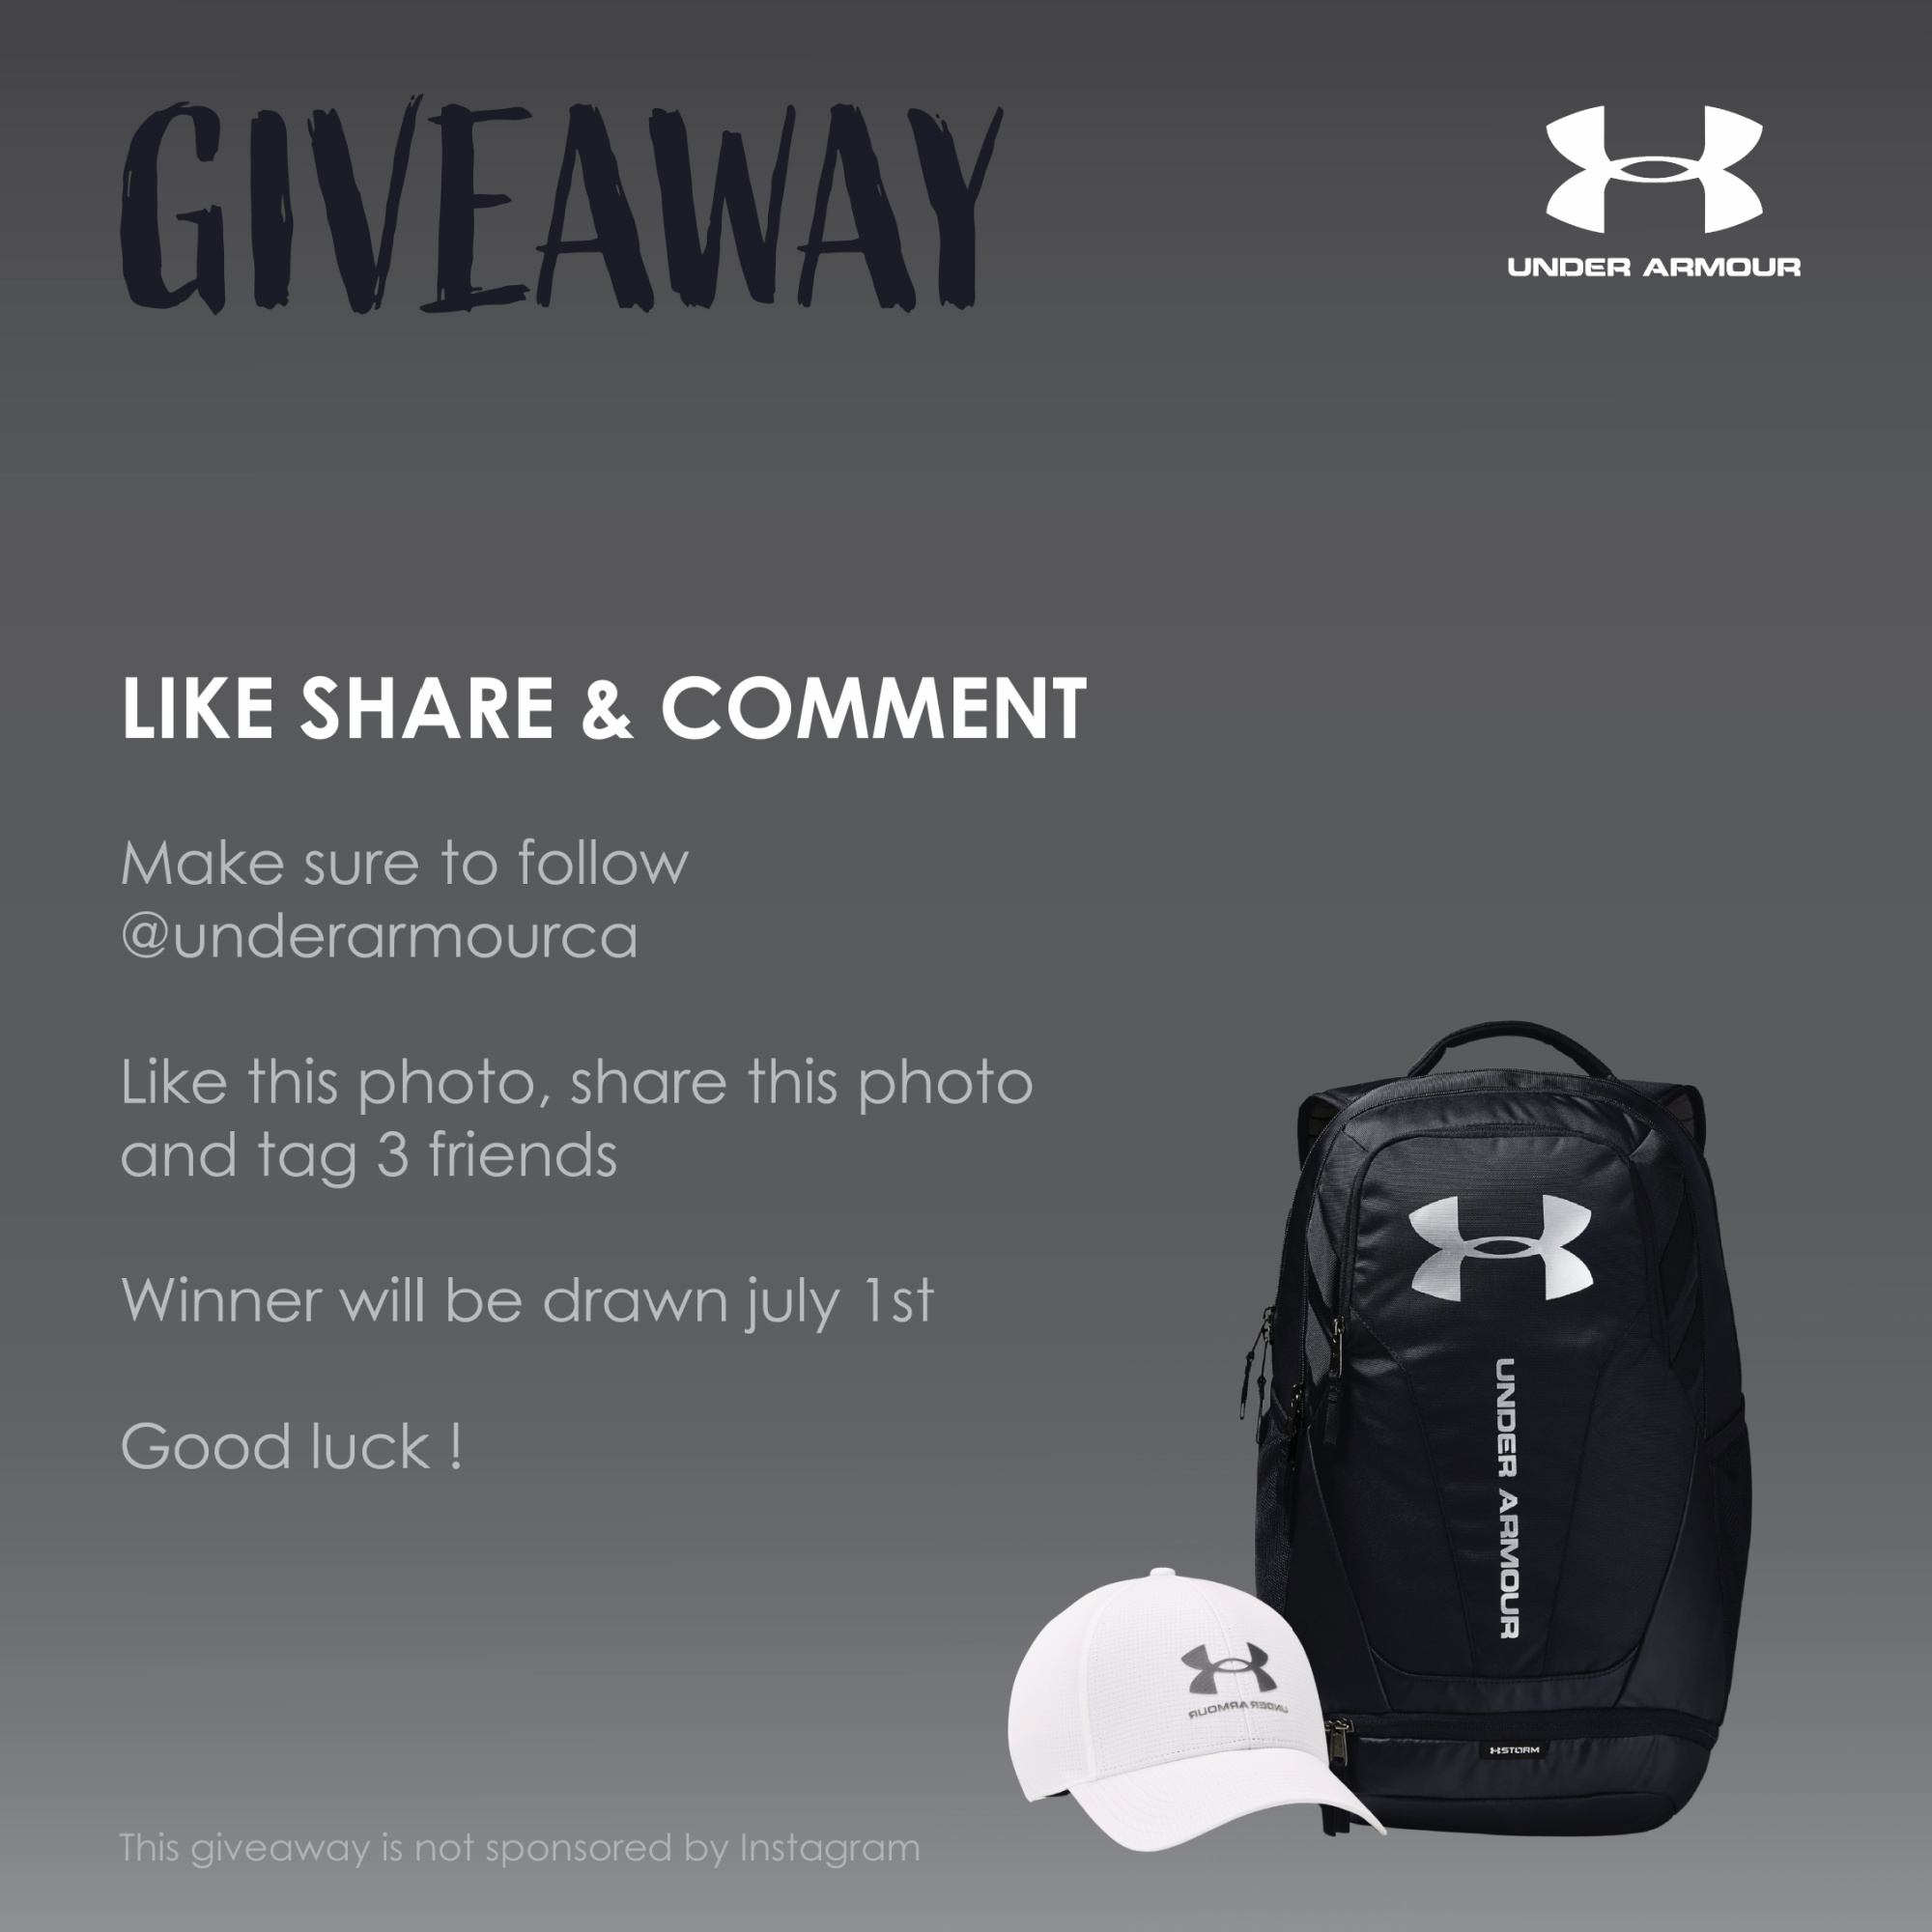 GIVEAWAY
UNDER ARMOUR
LIKE SHARE & COMMENT
Make sure to follow
@underarmourca
Like this photo, share this photo
and tag 3 friends
Winner will be drawn july 1st
Good luck !
UNDER ARMOUR
UNDER ARMOUR
STORM
This giveaway is not sponsored by Instagram